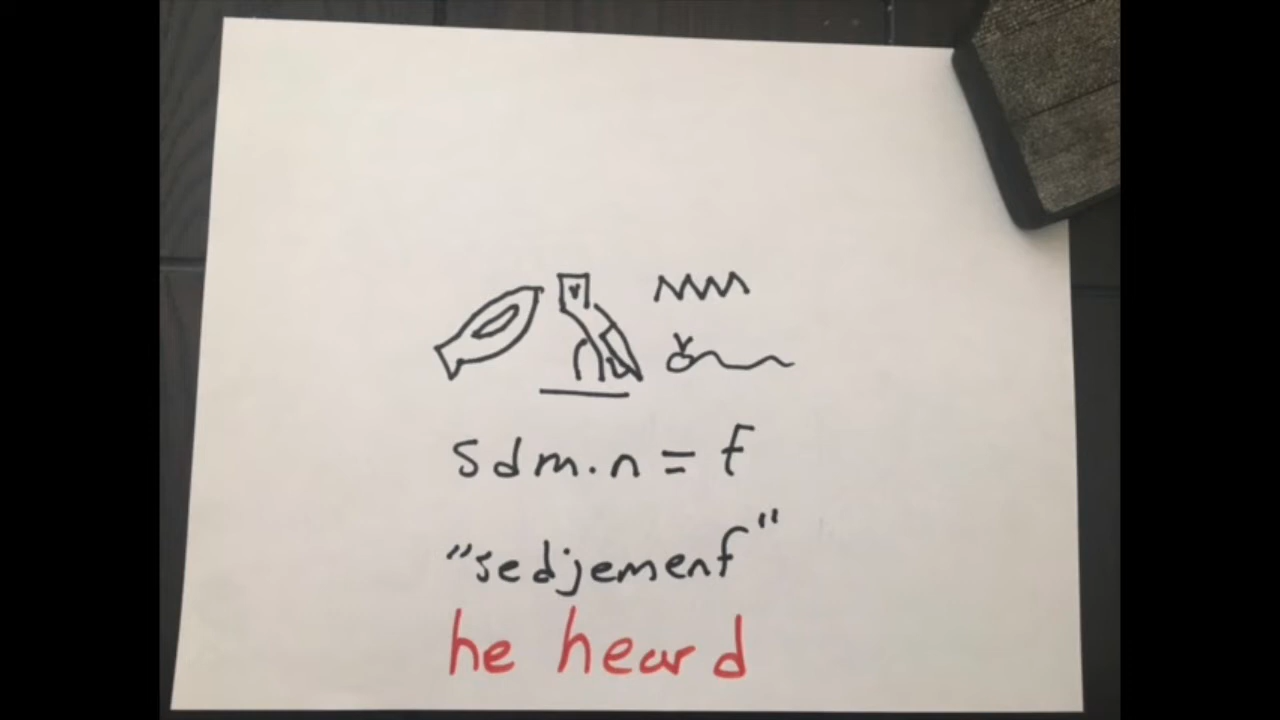 𓄔𓅓𓈖𓆑
sdm.n=f
"sedjemenf"
he heard